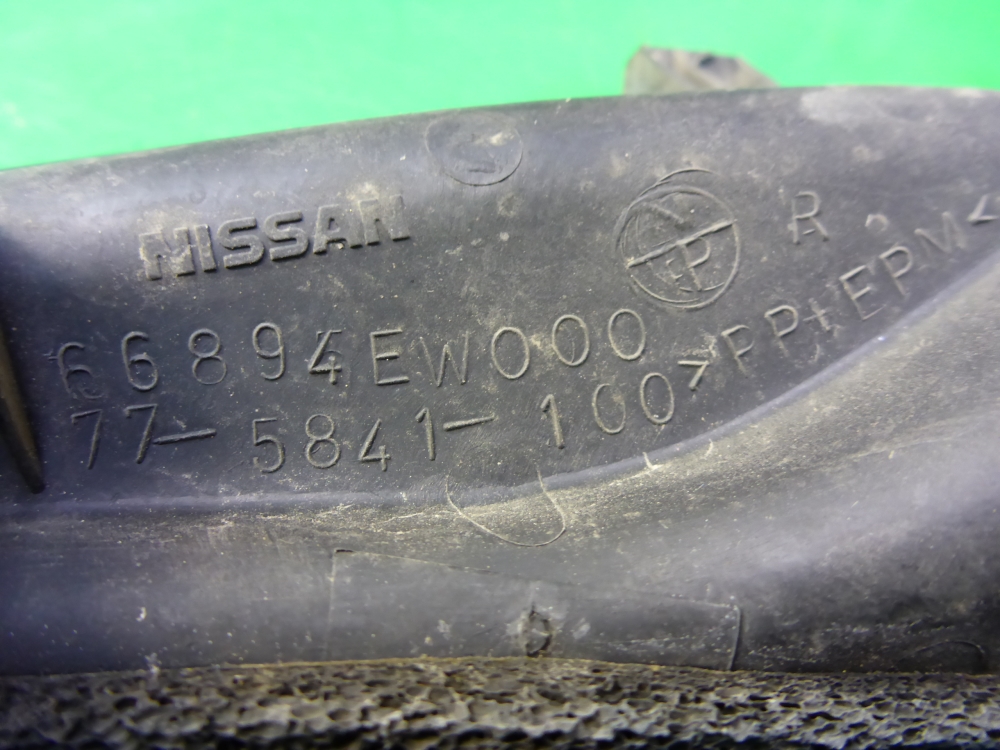 NISSAN
R
66894EW000
77-5841-100 >PP+EPM<